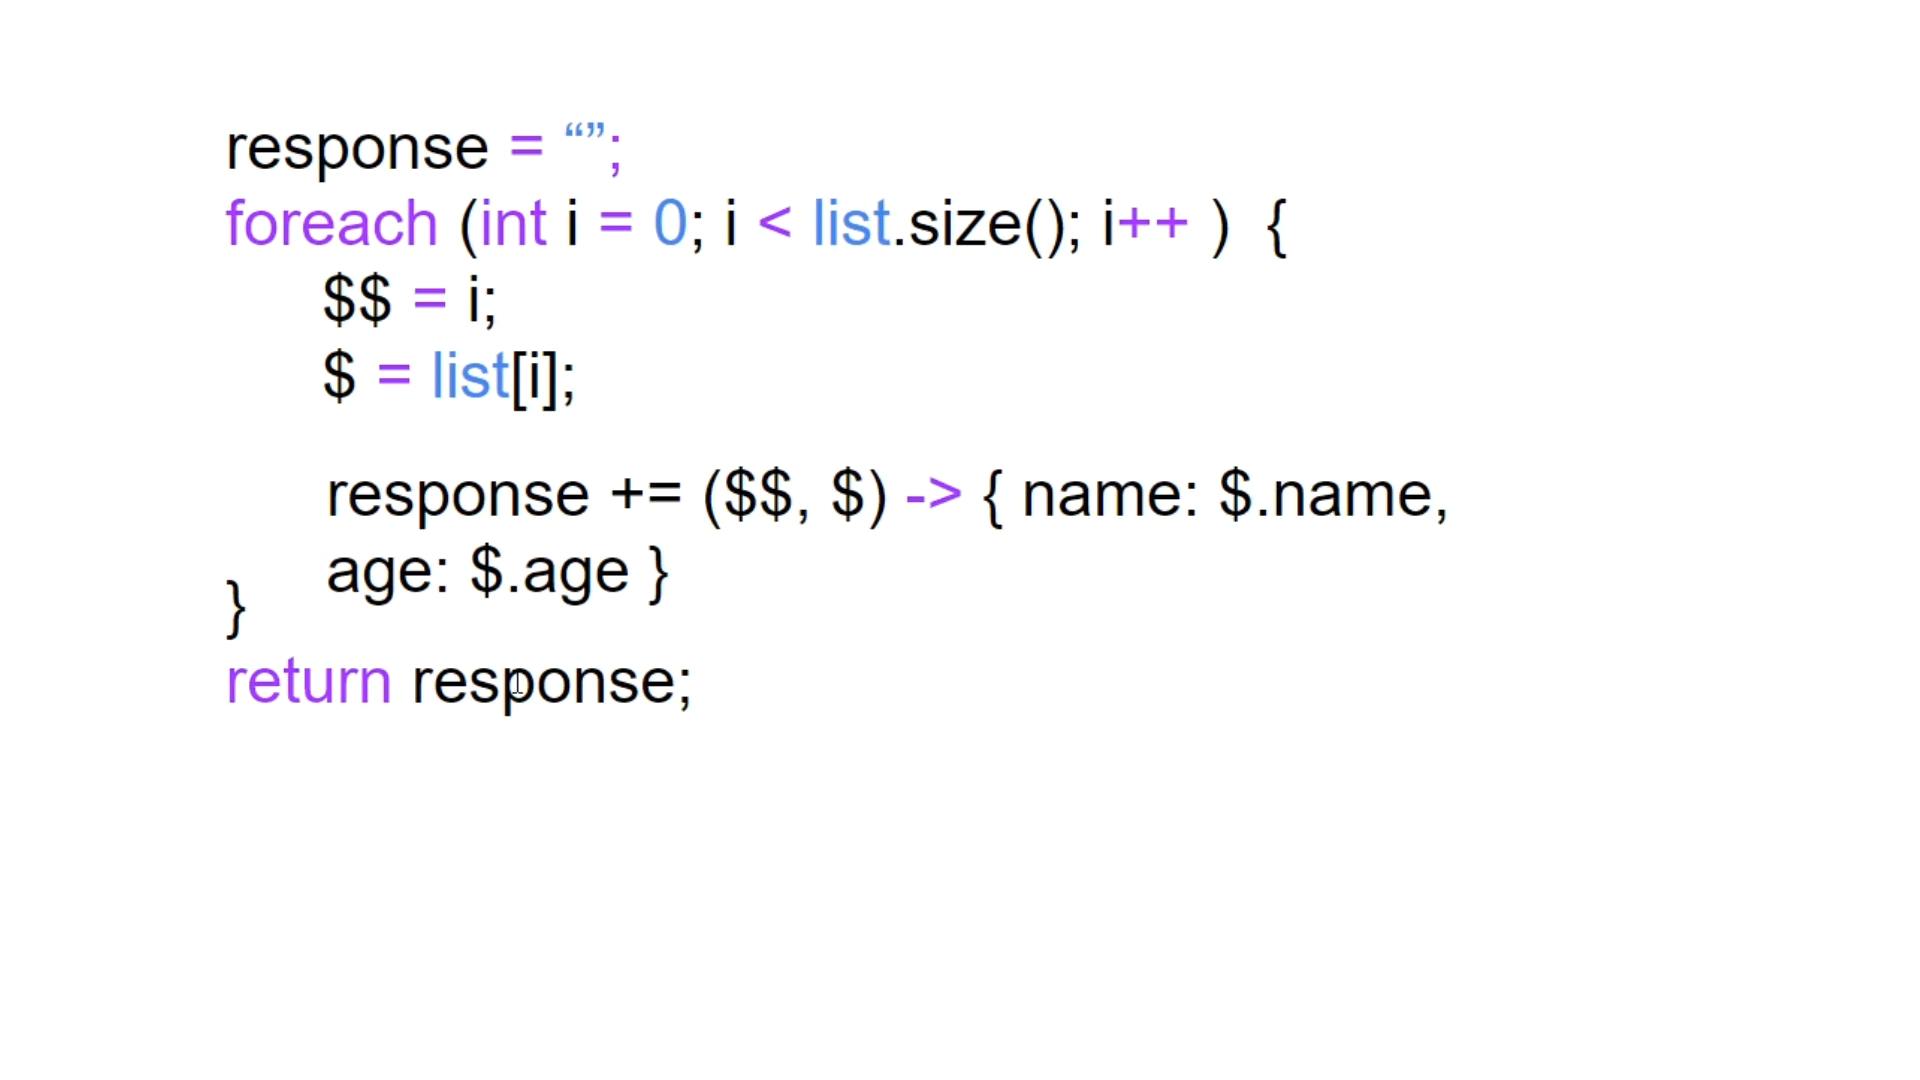 response = “”;
foreach (int i = 0; i < list.size(); i++ ) {
$$ = i;
$ = list[i];
response += ($$, $) -> { name: $.name,
age: $.age }
}
return response;